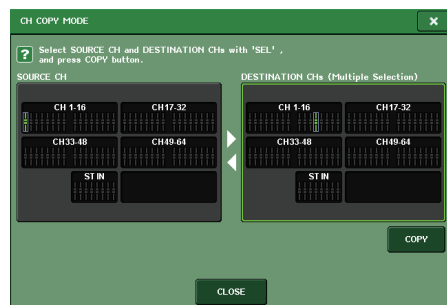 CH COPY MODE
×
? Select SOURCE CH and DESTINATION CHs with 'SEL' ,
and press COPY button.
SOURCE CH
DESTINATION CHs (Multiple Selection)
CH 1-16 CH17-32
CH33-48 CH49-64
ST IN
CH 1-16 CH17-32
CH33-48 CH49-64
ST IN
COPY
CLOSE